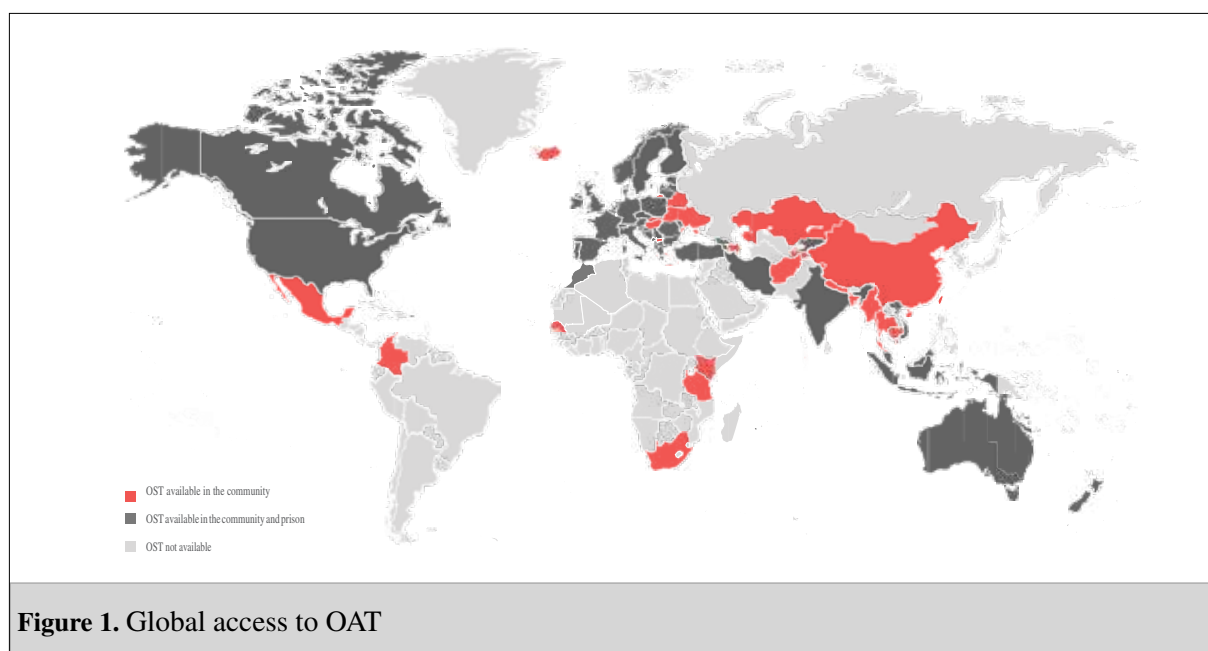 OST available in the community
OST available in the community and prison
OST not available
Figure 1. Global access to OAT